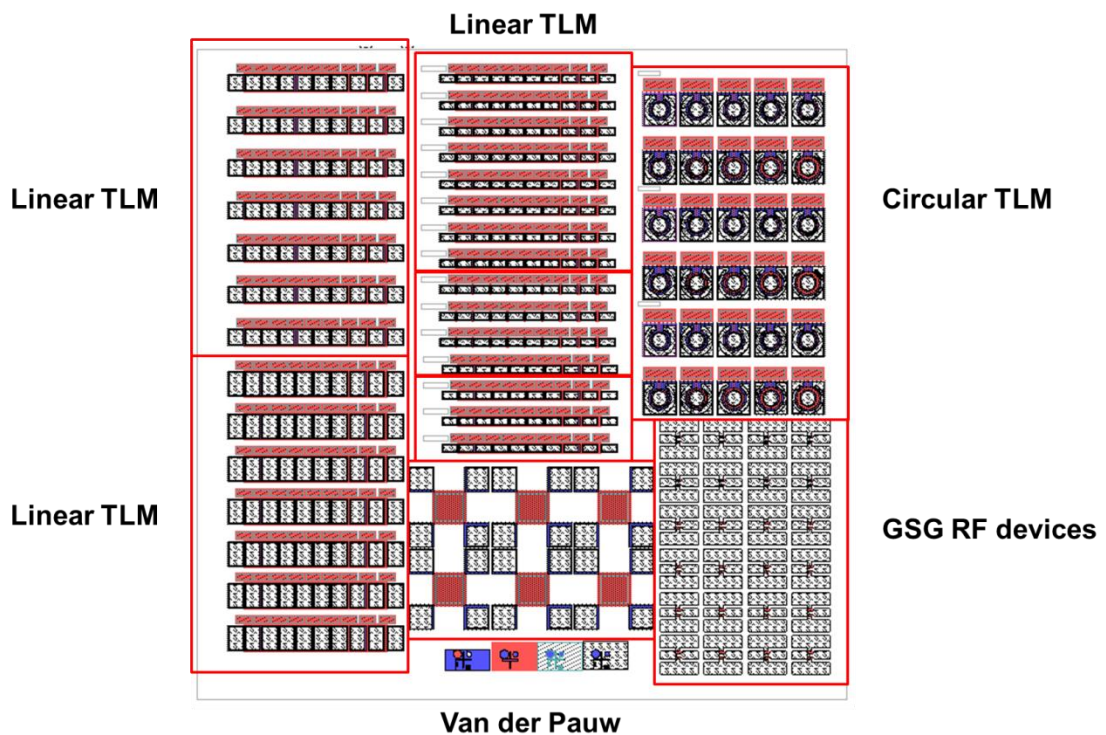 Linear TLM
Linear TLM
Circular TLM
Linear TLM
GSG RF devices
Van der Pauw